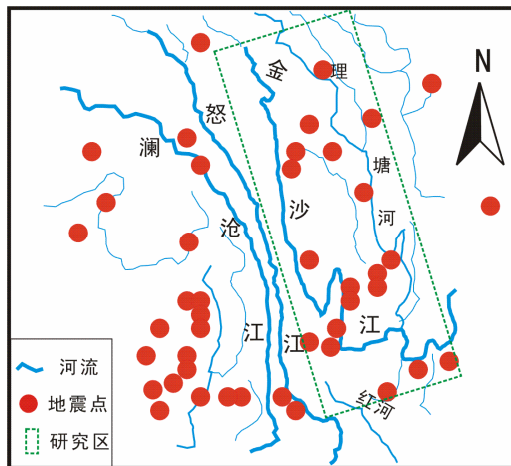 N
金
理
怒
澜
塘
沧
沙
河
江
江
江
红河
河流
地震点
研究区